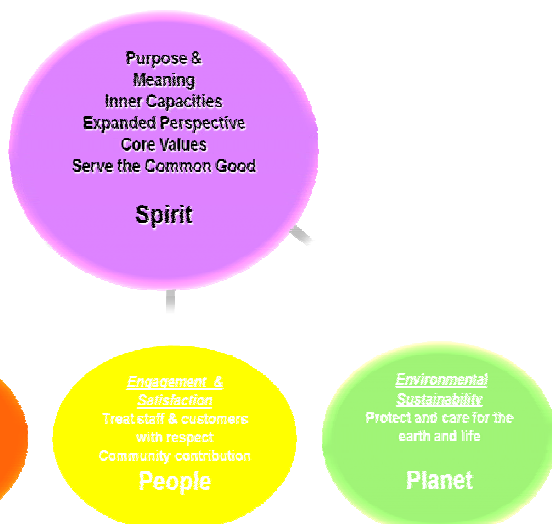 Purpose &
Meaning
Inner Capacities
Expanded Perspective
Core Values
Serve the Common Good
Spirit
Engagement &
Satisfaction
Treat staff & customers
with respect
Community contribution
People
Environmental
Sustainability
Protect and care for the
earth and life
Planet